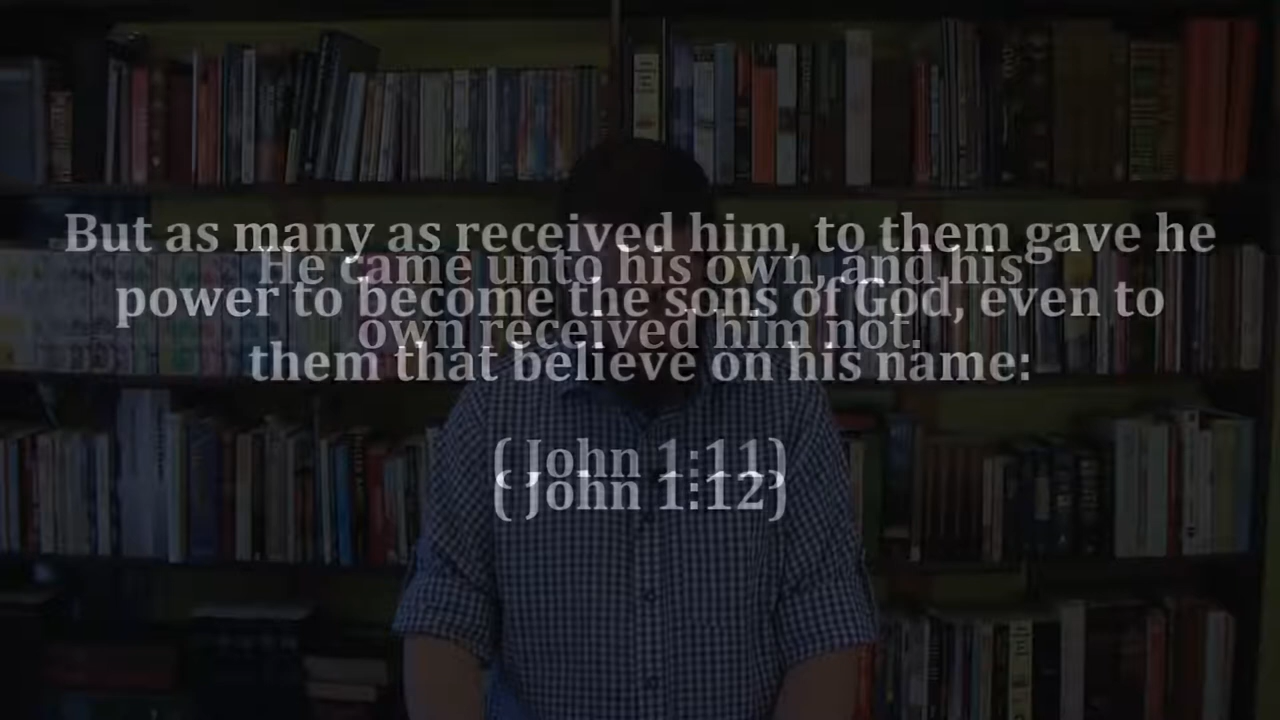 He came unto his own, and his
own received him not.
( John 1:11)
But as many as received him, to them gave he
power to become the sons of God, even to
them that believe on his name:
( John 1:12)